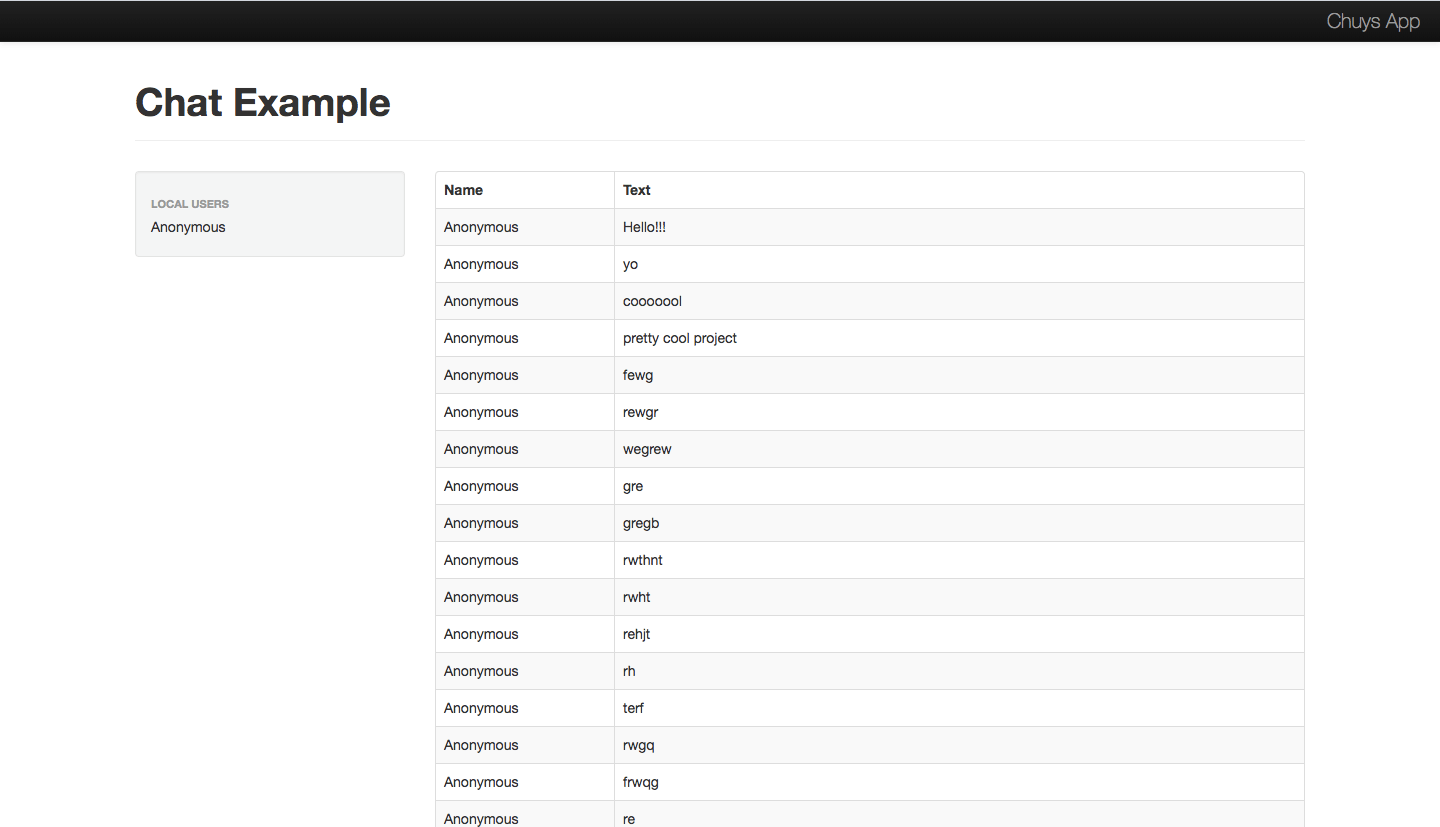 Chuys App
Chat Example
LOCAL USERS
Anonymous
Name Text
Anonymous Hello!!!
Anonymous yo
Anonymous cooooool
Anonymous pretty cool project
Anonymous fewg
Anonymous rewgr
Anonymous wegrew
Anonymous gre
Anonymous gregb
Anonymous rwthnt
Anonymous rwht
Anonymous rehjt
Anonymous rh
Anonymous terf
Anonymous rwgq
Anonymous frwqg
Anonymous re